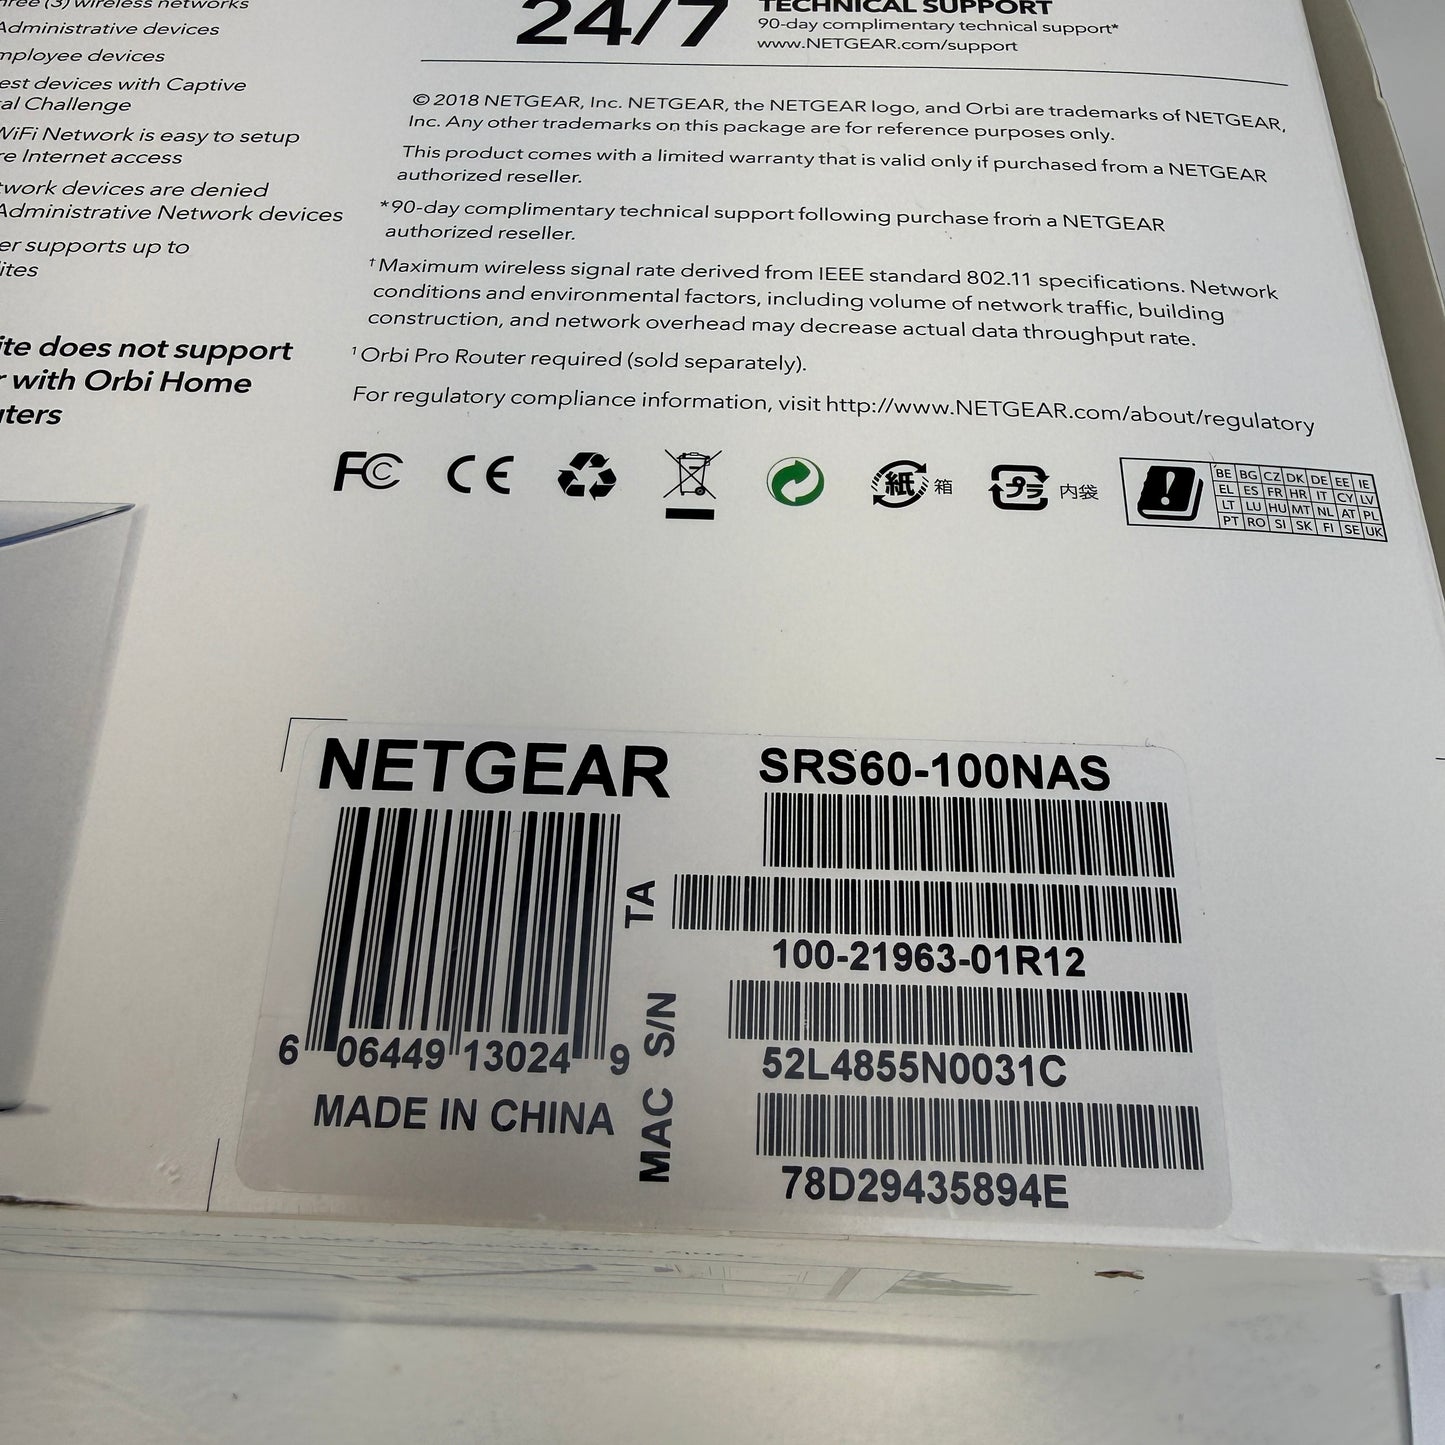 (3) wireless networks
Administrative devices
devices
devices with Captive
Challenge
WiFi Network is easy to setup
Internet access
devices are denied
Administrative Network devices
supports up to
does not support
with Orbi Home
24/7
TECHNICAL SUPPORT
90-day complimentary technical support*
www.NETGEAR.com/support
© 2018 NETGEAR, Inc. NETGEAR, the NETGEAR logo, and Orbi are trademarks of NETGEAR,
Inc. Any other trademarks on this package are for reference purposes only.
This product comes with a limited warranty that is valid only if purchased from a NETGEAR
authorized reseller.
*90-day complimentary technical support following purchase from a NETGEAR
authorized reseller.
†Maximum wireless signal rate derived from IEEE standard 802.11 specifications. Network
conditions and environmental factors, including volume of network traffic, building
construction, and network overhead may decrease actual data throughput rate.
¹Orbi Pro Router required (sold separately).
For regulatory compliance information, visit http://www.NETGEAR.com/about/regulatory
FC CE 紙 箱 プラ 内袋
BE BG CZ DK DE EE IE
EL ES FR HR IT CY LV
LT LU HU MT NL AT PL
PT RO SI SK FI SE UK
NETGEAR
6 06449 13024 9
MADE IN CHINA
SRS60-100NAS
TA
100-21963-01R12
S/N
52L4855N0031C
MAC
78D29435894E